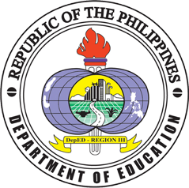 REPUBLIC OF THE PHILIPPINES
DepED - REGION III
DEPARTMENT OF EDUCATION